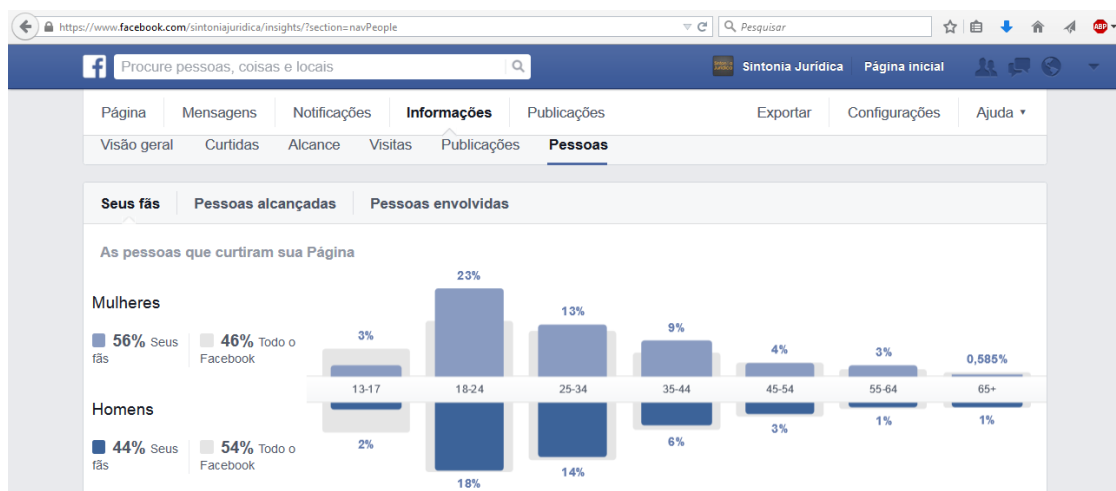 https://www.facebook.com/sintoniajuridica/insights/?section=navPeople
Pesquisar
ABP
f
Procure pessoas, coisas e locais
Sintonia Jurídica
Página inicial
Página Mensagens Notificações Informações Publicações Exportar Configurações Ajuda
Visão geral Curtidas Alcance Visitas Publicações Pessoas
Seus fãs Pessoas alcançadas Pessoas envolvidas
As pessoas que curtiram sua Página
Mulheres
56% Seus fãs
46% Todo o Facebook
3% 23% 13% 9% 4% 3% 0,585%
13-17 18-24 25-34 35-44 45-54 55-64 65+
Homens
44% Seus fãs
54% Todo o Facebook
2% 18% 14% 6% 3% 1% 1%